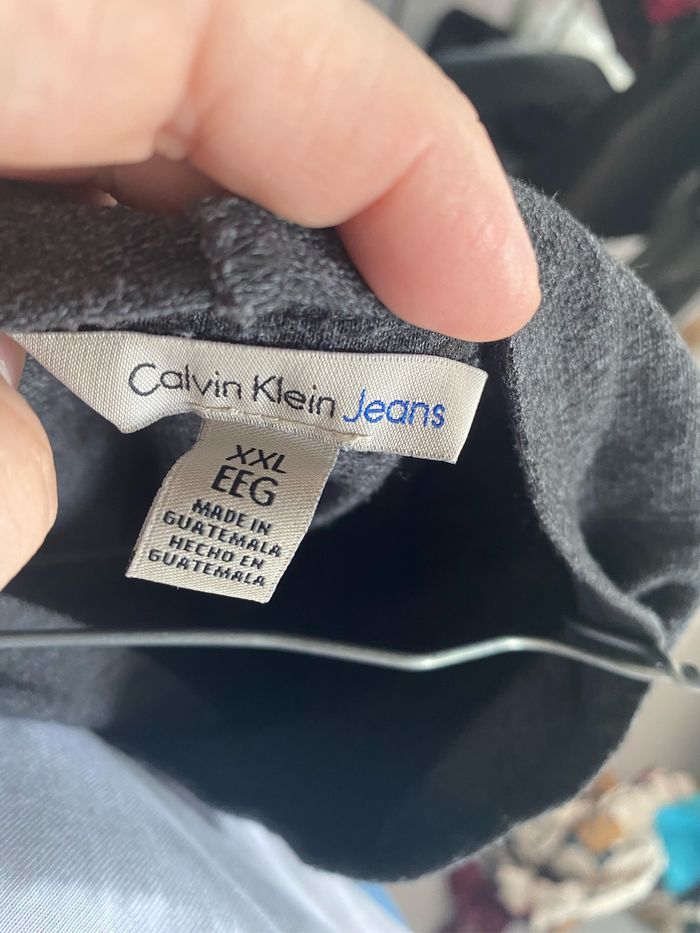 Calvin Klein Jeans
XXL
EEG
MADE IN
GUATEMALA
HECHO EN
GUATEMALA